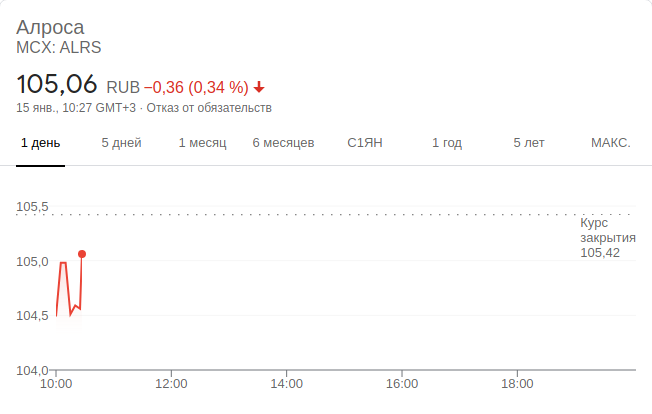 Алроса
MCX: ALRS
105,06 RUB −0,36 (0,34 %)
15 янв., 10:27 GMT+3 · Отказ от обязательств
1 день 5 дней 1 месяц 6 месяцев С1ЯН 1 год 5 лет МАКС.
105,5
Курс
закрытия
105,42
105,0
104,5
104,0
10:00 12:00 14:00 16:00 18:00